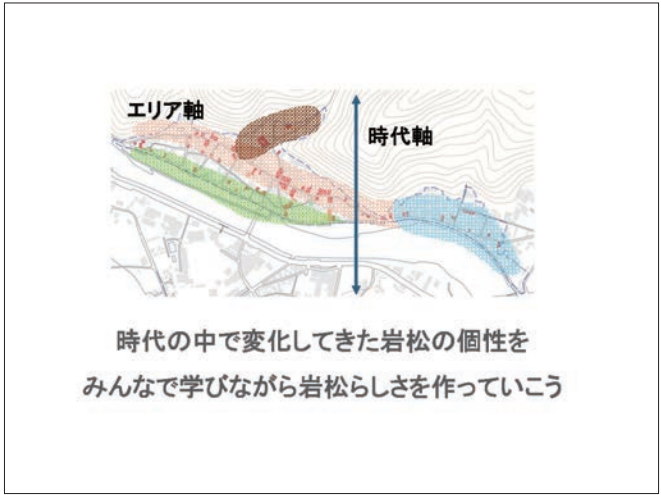 エリア軸
時代軸
時代の中で変化してきた岩松の個性を
みんなで学びながら岩松らしさを作っていこう